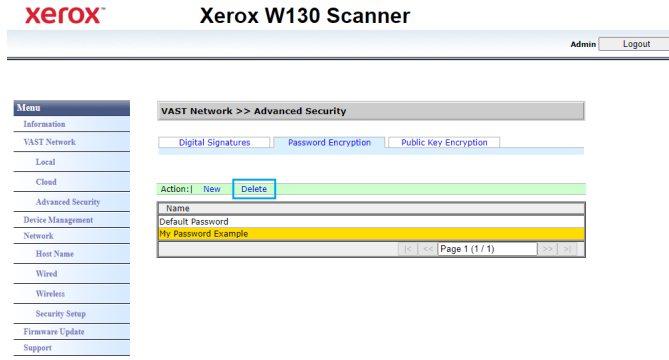 xerox™ Xerox W130 Scanner
Admin Logout
Menu
Information
VAST Network
Local
Cloud
Advanced Security
Device Management
Network
Host Name
Wired
Wireless
Security Setup
Firmware Update
Support
VAST Network >> Advanced Security
Digital Signatures Password Encryption Public Key Encryption
Action:| New Delete
Name
Default Password
My Password Example
|< << Page 1 (1 / 1) >> >|